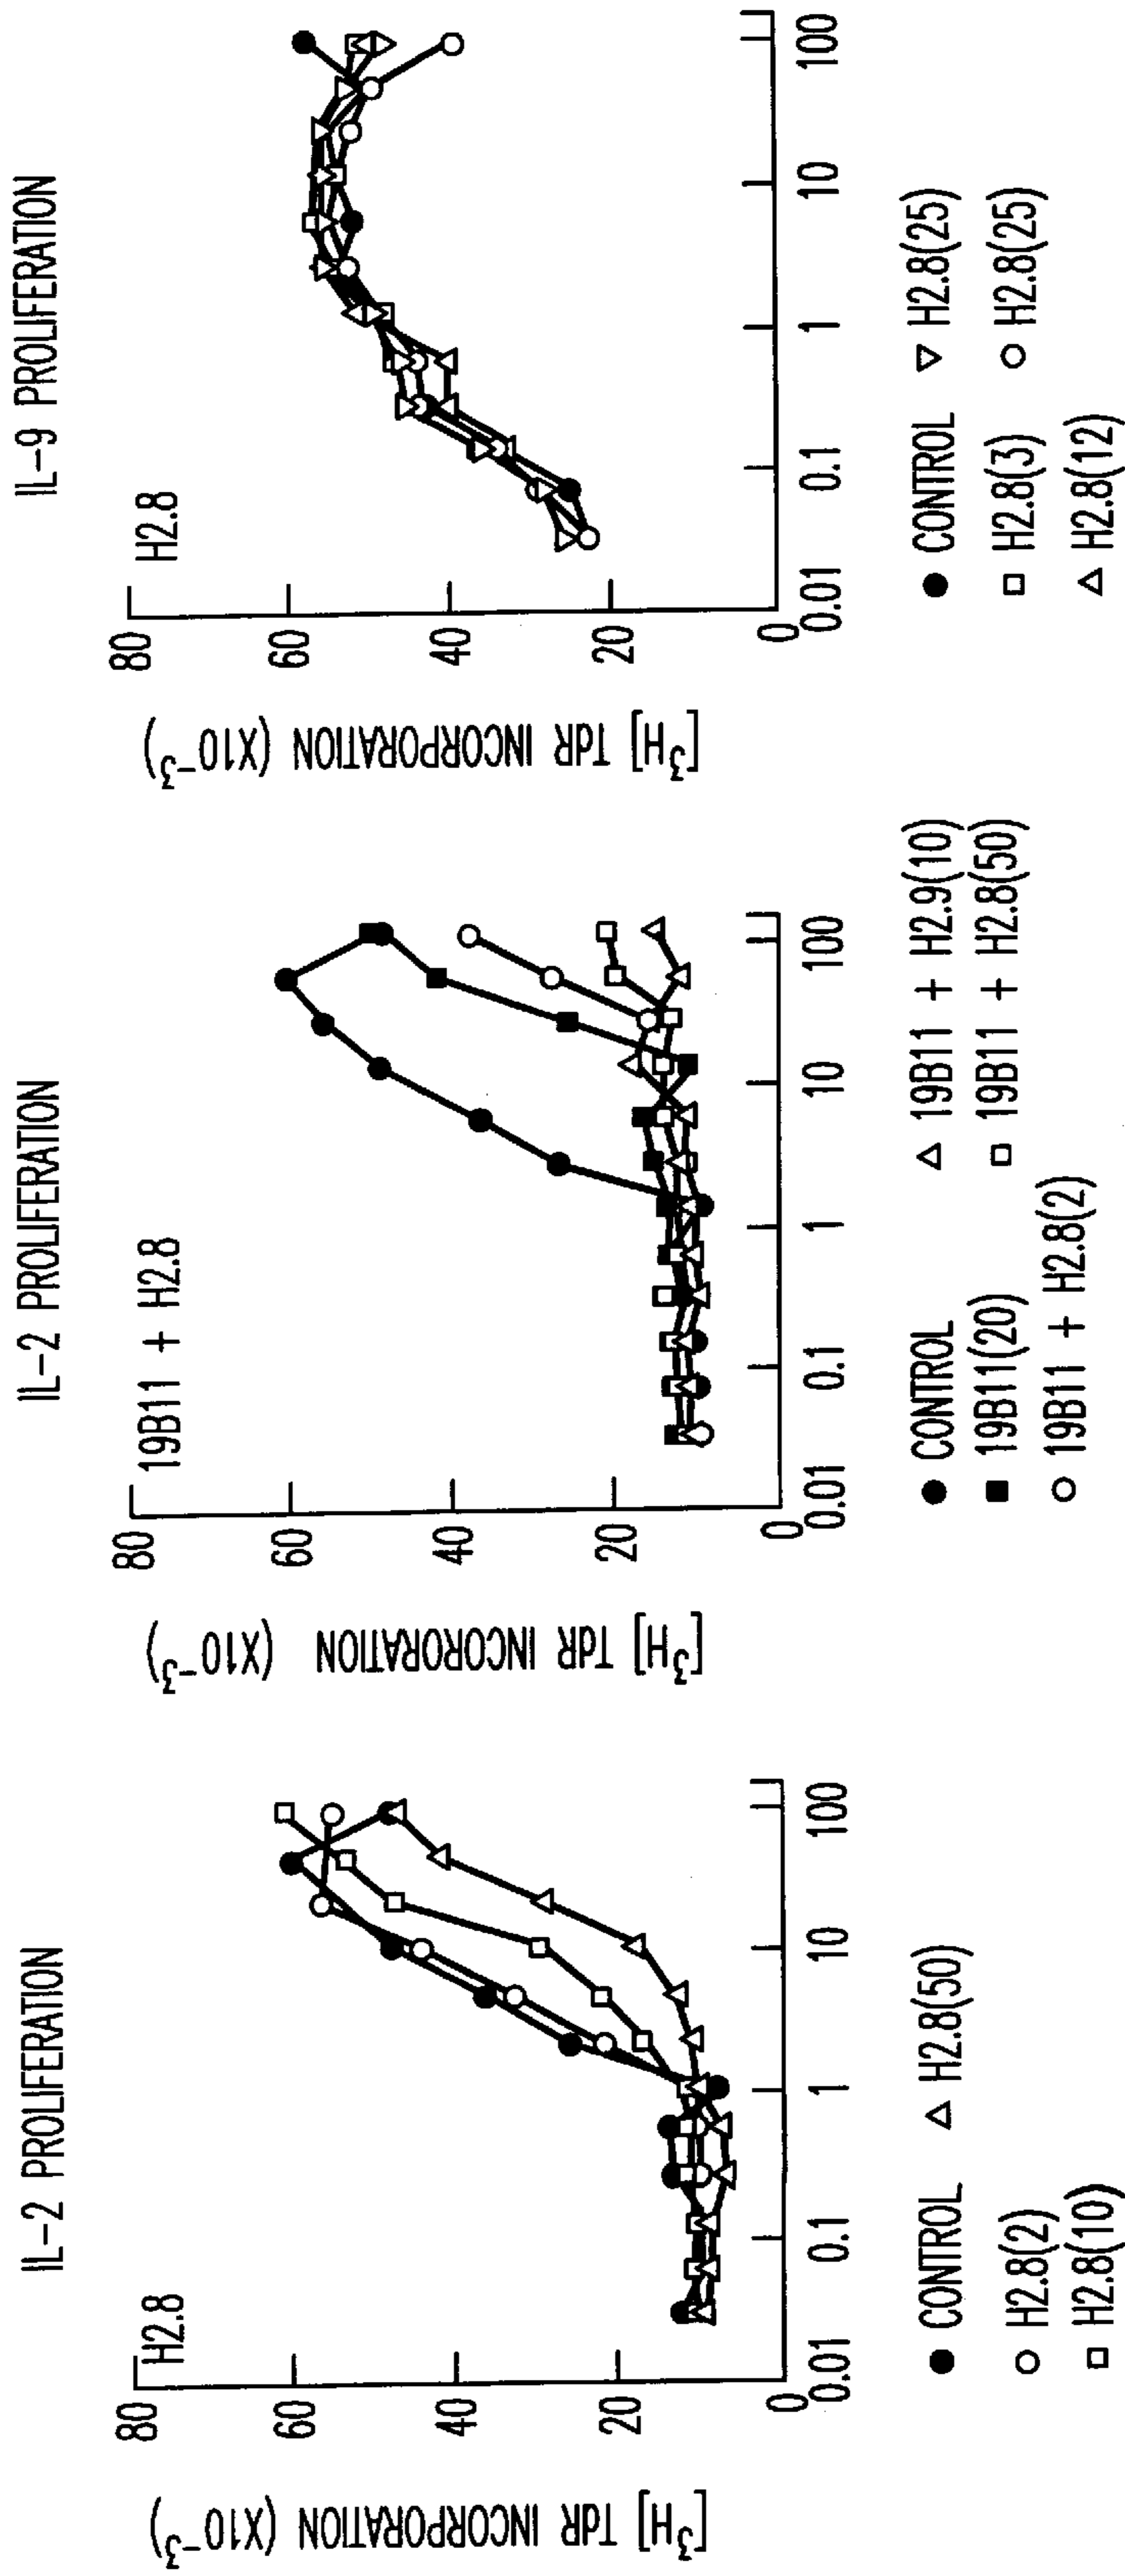 IL-2 PROLIFERATION
H2.8
80
60
40
20
0
[³H] TdR INCORPORATION (X10⁻³)
0.01
0.1
1
10
100
● CONTROL △ H2.8(50)
○ H2.8(2)
□ H2.8(10)
IL-2 PROLIFERATION
19B11 + H2.8
80
60
40
20
0
[³H] TdR INCORORATION (X10⁻³)
0.01
0.1
1
10
100
● CONTROL △ 19B11 + H2.9(10)
■ 19B11(20) □ 19B11 + H2.8(50)
○ 19B11 + H2.8(2)
IL-9 PROLIFERATION
H2.8
80
60
40
20
0
[³H] TdR INCORPORATION (X10⁻³)
0.01
0.1
1
10
100
● CONTROL ▽ H2.8(25)
□ H2.8(3) ○ H2.8(25)
△ H2.8(12)